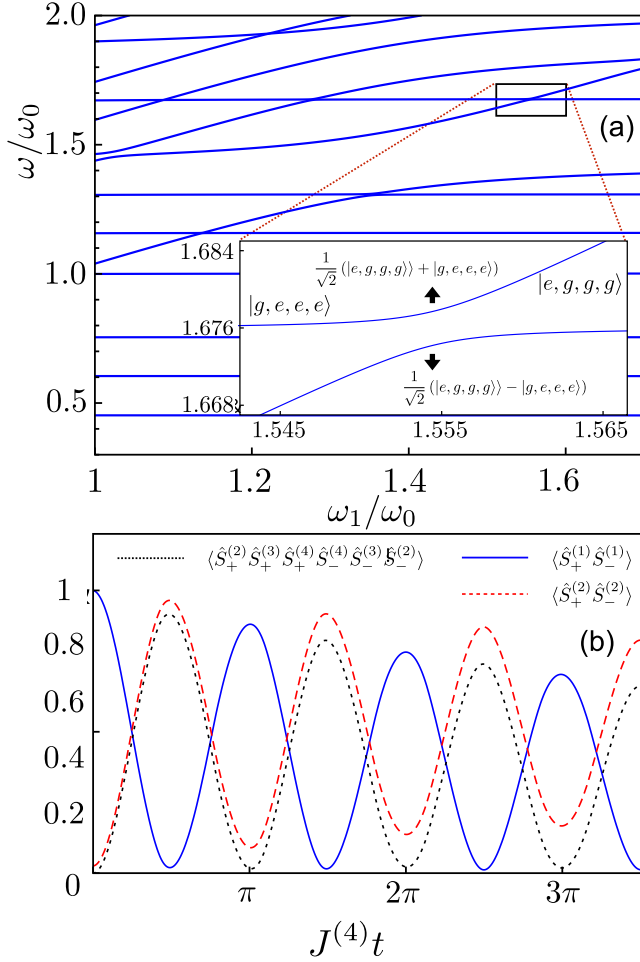 2.0
1.5
1.0
0.5
ω/ω₀
(a)
1.684
1.676
1.668
1/√2 (|e, g, g, g⟩⟩ + |g, e, e, e⟩)
|g, e, e, e⟩
|e, g, g, g⟩
1/√2 (|e, g, g, g⟩⟩ − |g, e, e, e⟩)
1.545 1.555 1.565
1 1.2 1.4 1.6
ω₁/ω₀
⟨Ŝ₊⁽²⁾Ŝ₊⁽³⁾Ŝ₊⁽⁴⁾Ŝ₋⁽⁴⁾Ŝ₋⁽³⁾Ŝ₋⁽²⁾⟩
⟨Ŝ₊⁽¹⁾Ŝ₋⁽¹⁾⟩
⟨Ŝ₊⁽²⁾Ŝ₋⁽²⁾⟩
(b)
1
0.8
0.6
0.4
0.2
0
π 2π 3π
J⁽⁴⁾t